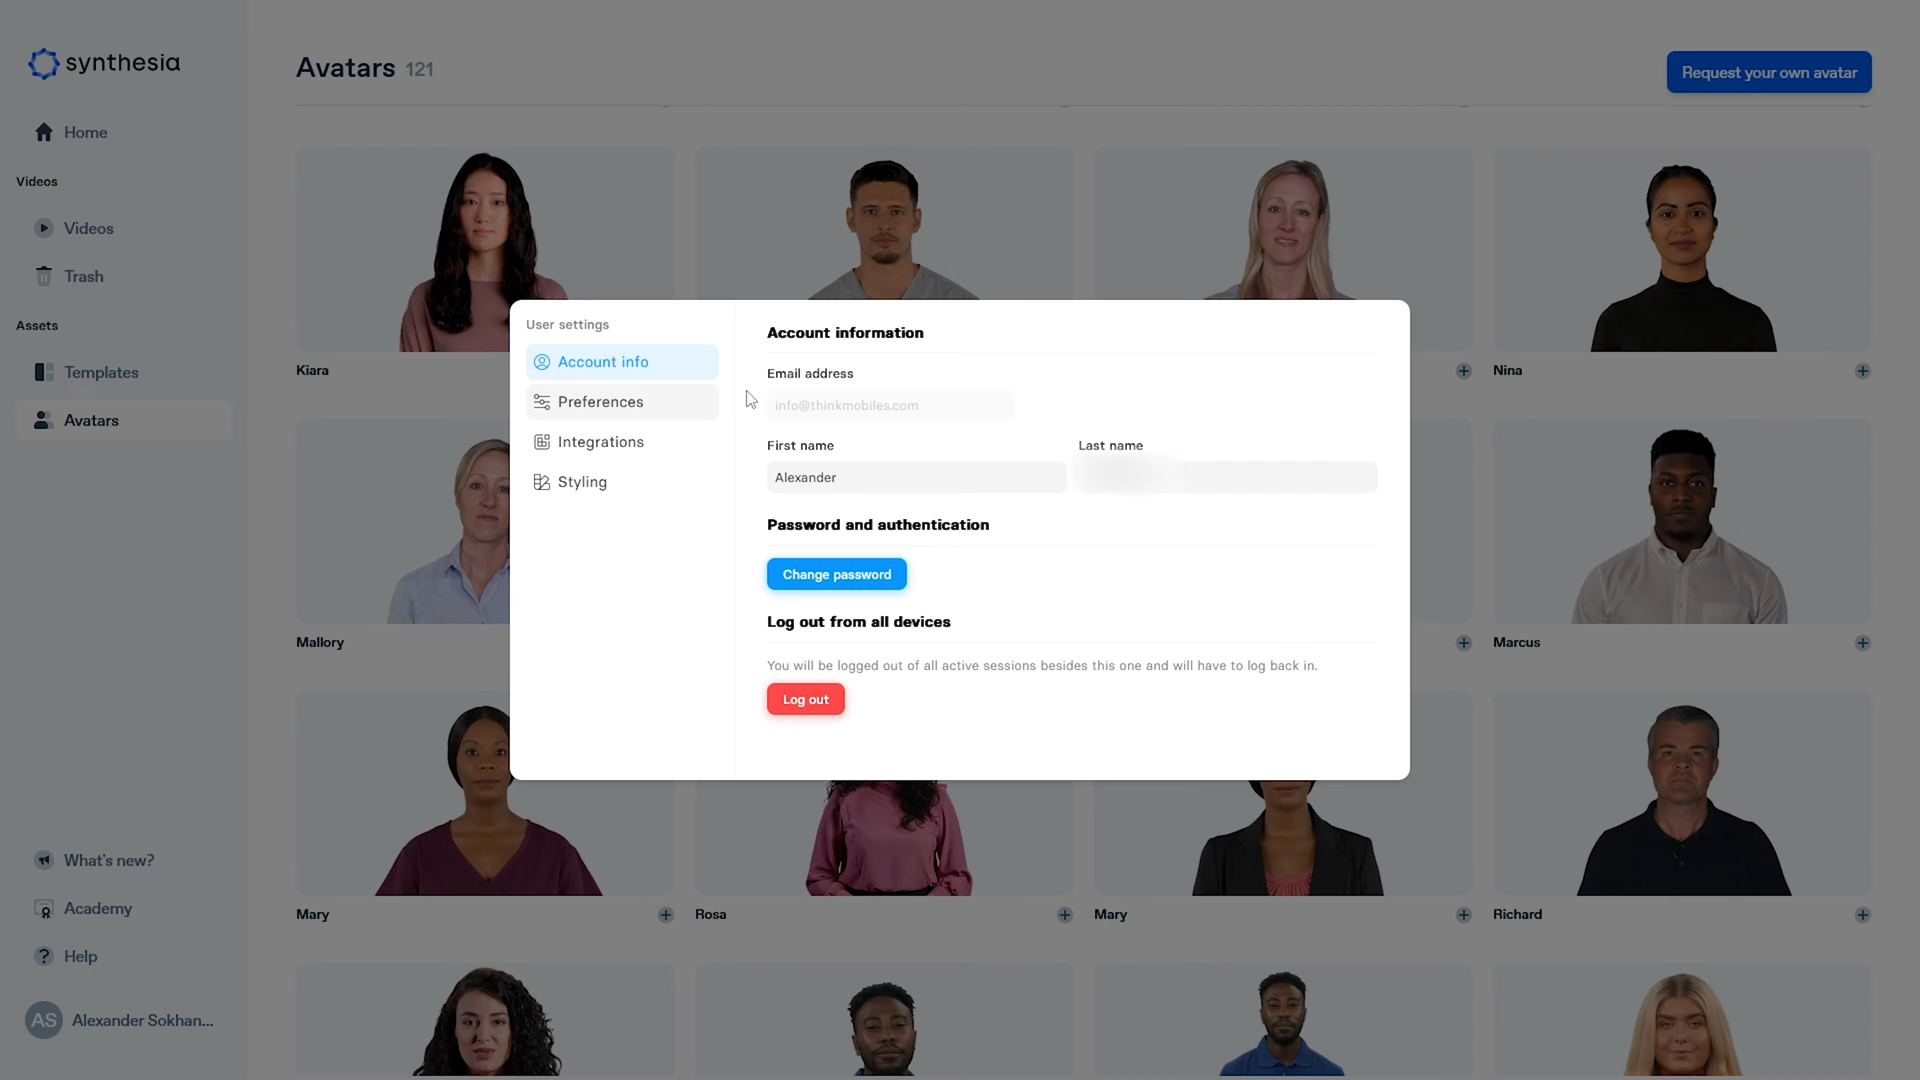 synthesia
Home
Videos
Videos
Trash
Assets
Templates
Avatars
What's new?
Academy
Help
AS
Alexander Sokhan...
Avatars 121
Request your own avatar
Kiara
Nina
Mallory
Marcus
Mary
Rosa
Mary
Richard
User settings
Account info
Preferences
Integrations
Styling
Account information
Email address
info@thinkmobiles.com
First name
Last name
Alexander
Password and authentication
Change password
Log out from all devices
You will be logged out of all active sessions besides this one and will have to log back in.
Log out